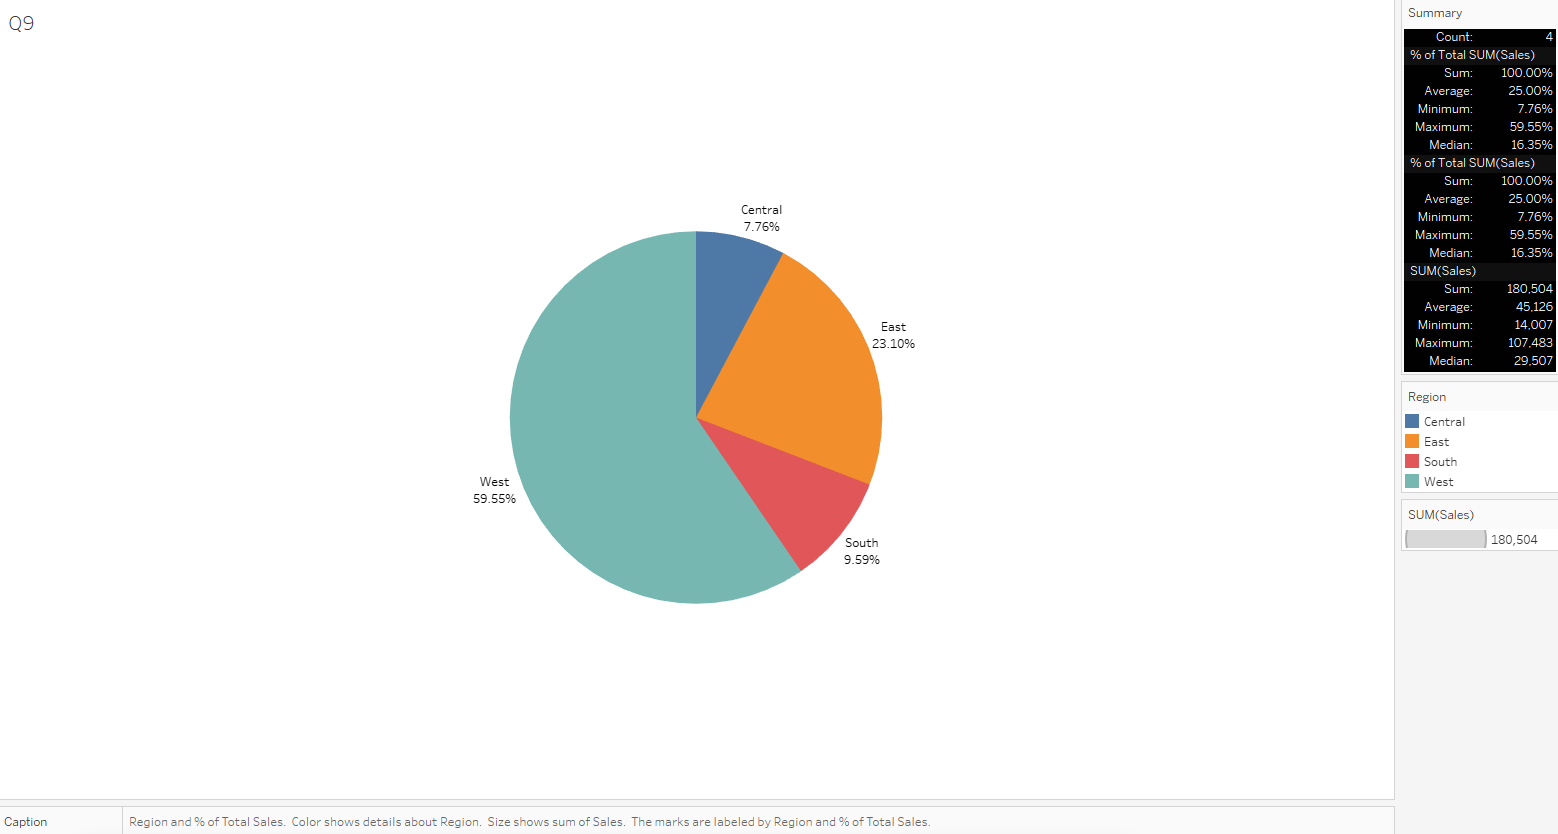 Q9
Central
7.76%
East
23.10%
South
9.59%
West
59.55%
Summary
Count: 4
% of Total SUM(Sales)
Sum: 100.00%
Average: 25.00%
Minimum: 7.76%
Maximum: 59.55%
Median: 16.35%
% of Total SUM(Sales)
Sum: 100.00%
Average: 25.00%
Minimum: 7.76%
Maximum: 59.55%
Median: 16.35%
SUM(Sales)
Sum: 180,504
Average: 45,126
Minimum: 14,007
Maximum: 107,483
Median: 29,507
Region
Central
East
South
West
SUM(Sales)
180,504
Caption
Region and % of Total Sales. Color shows details about Region. Size shows sum of Sales. The marks are labeled by Region and % of Total Sales.